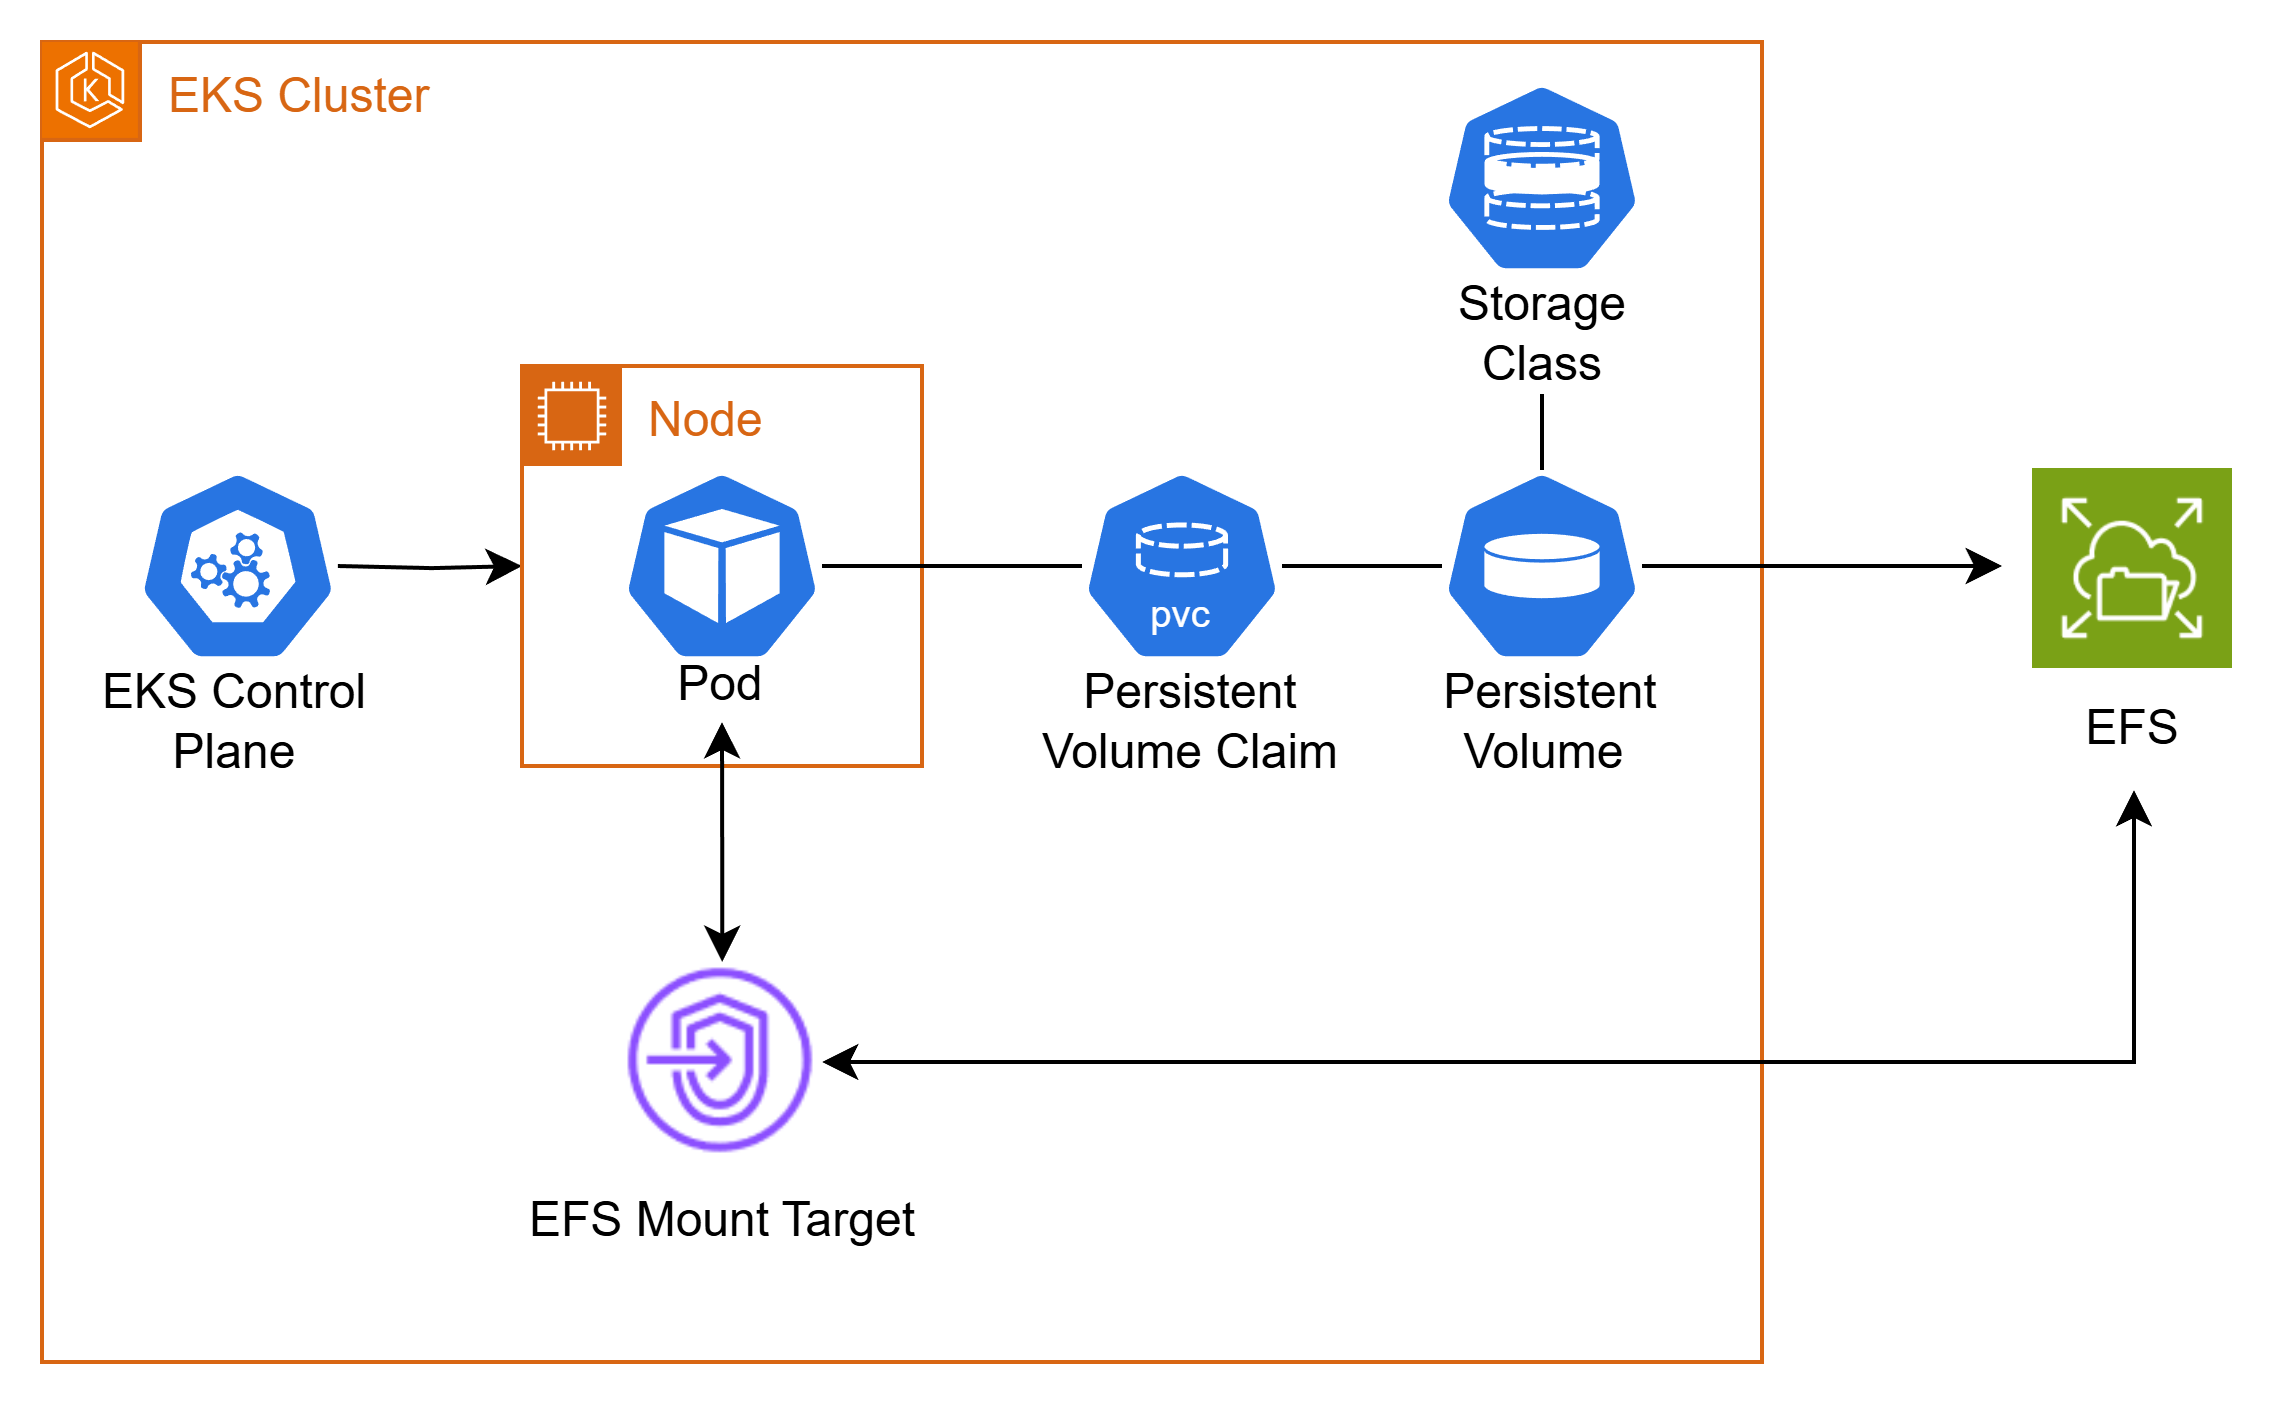 K
EKS Cluster
Storage
Class
Node
pvc
EKS Control
Plane
Pod
Persistent
Volume Claim
Persistent
Volume
EFS
EFS Mount Target